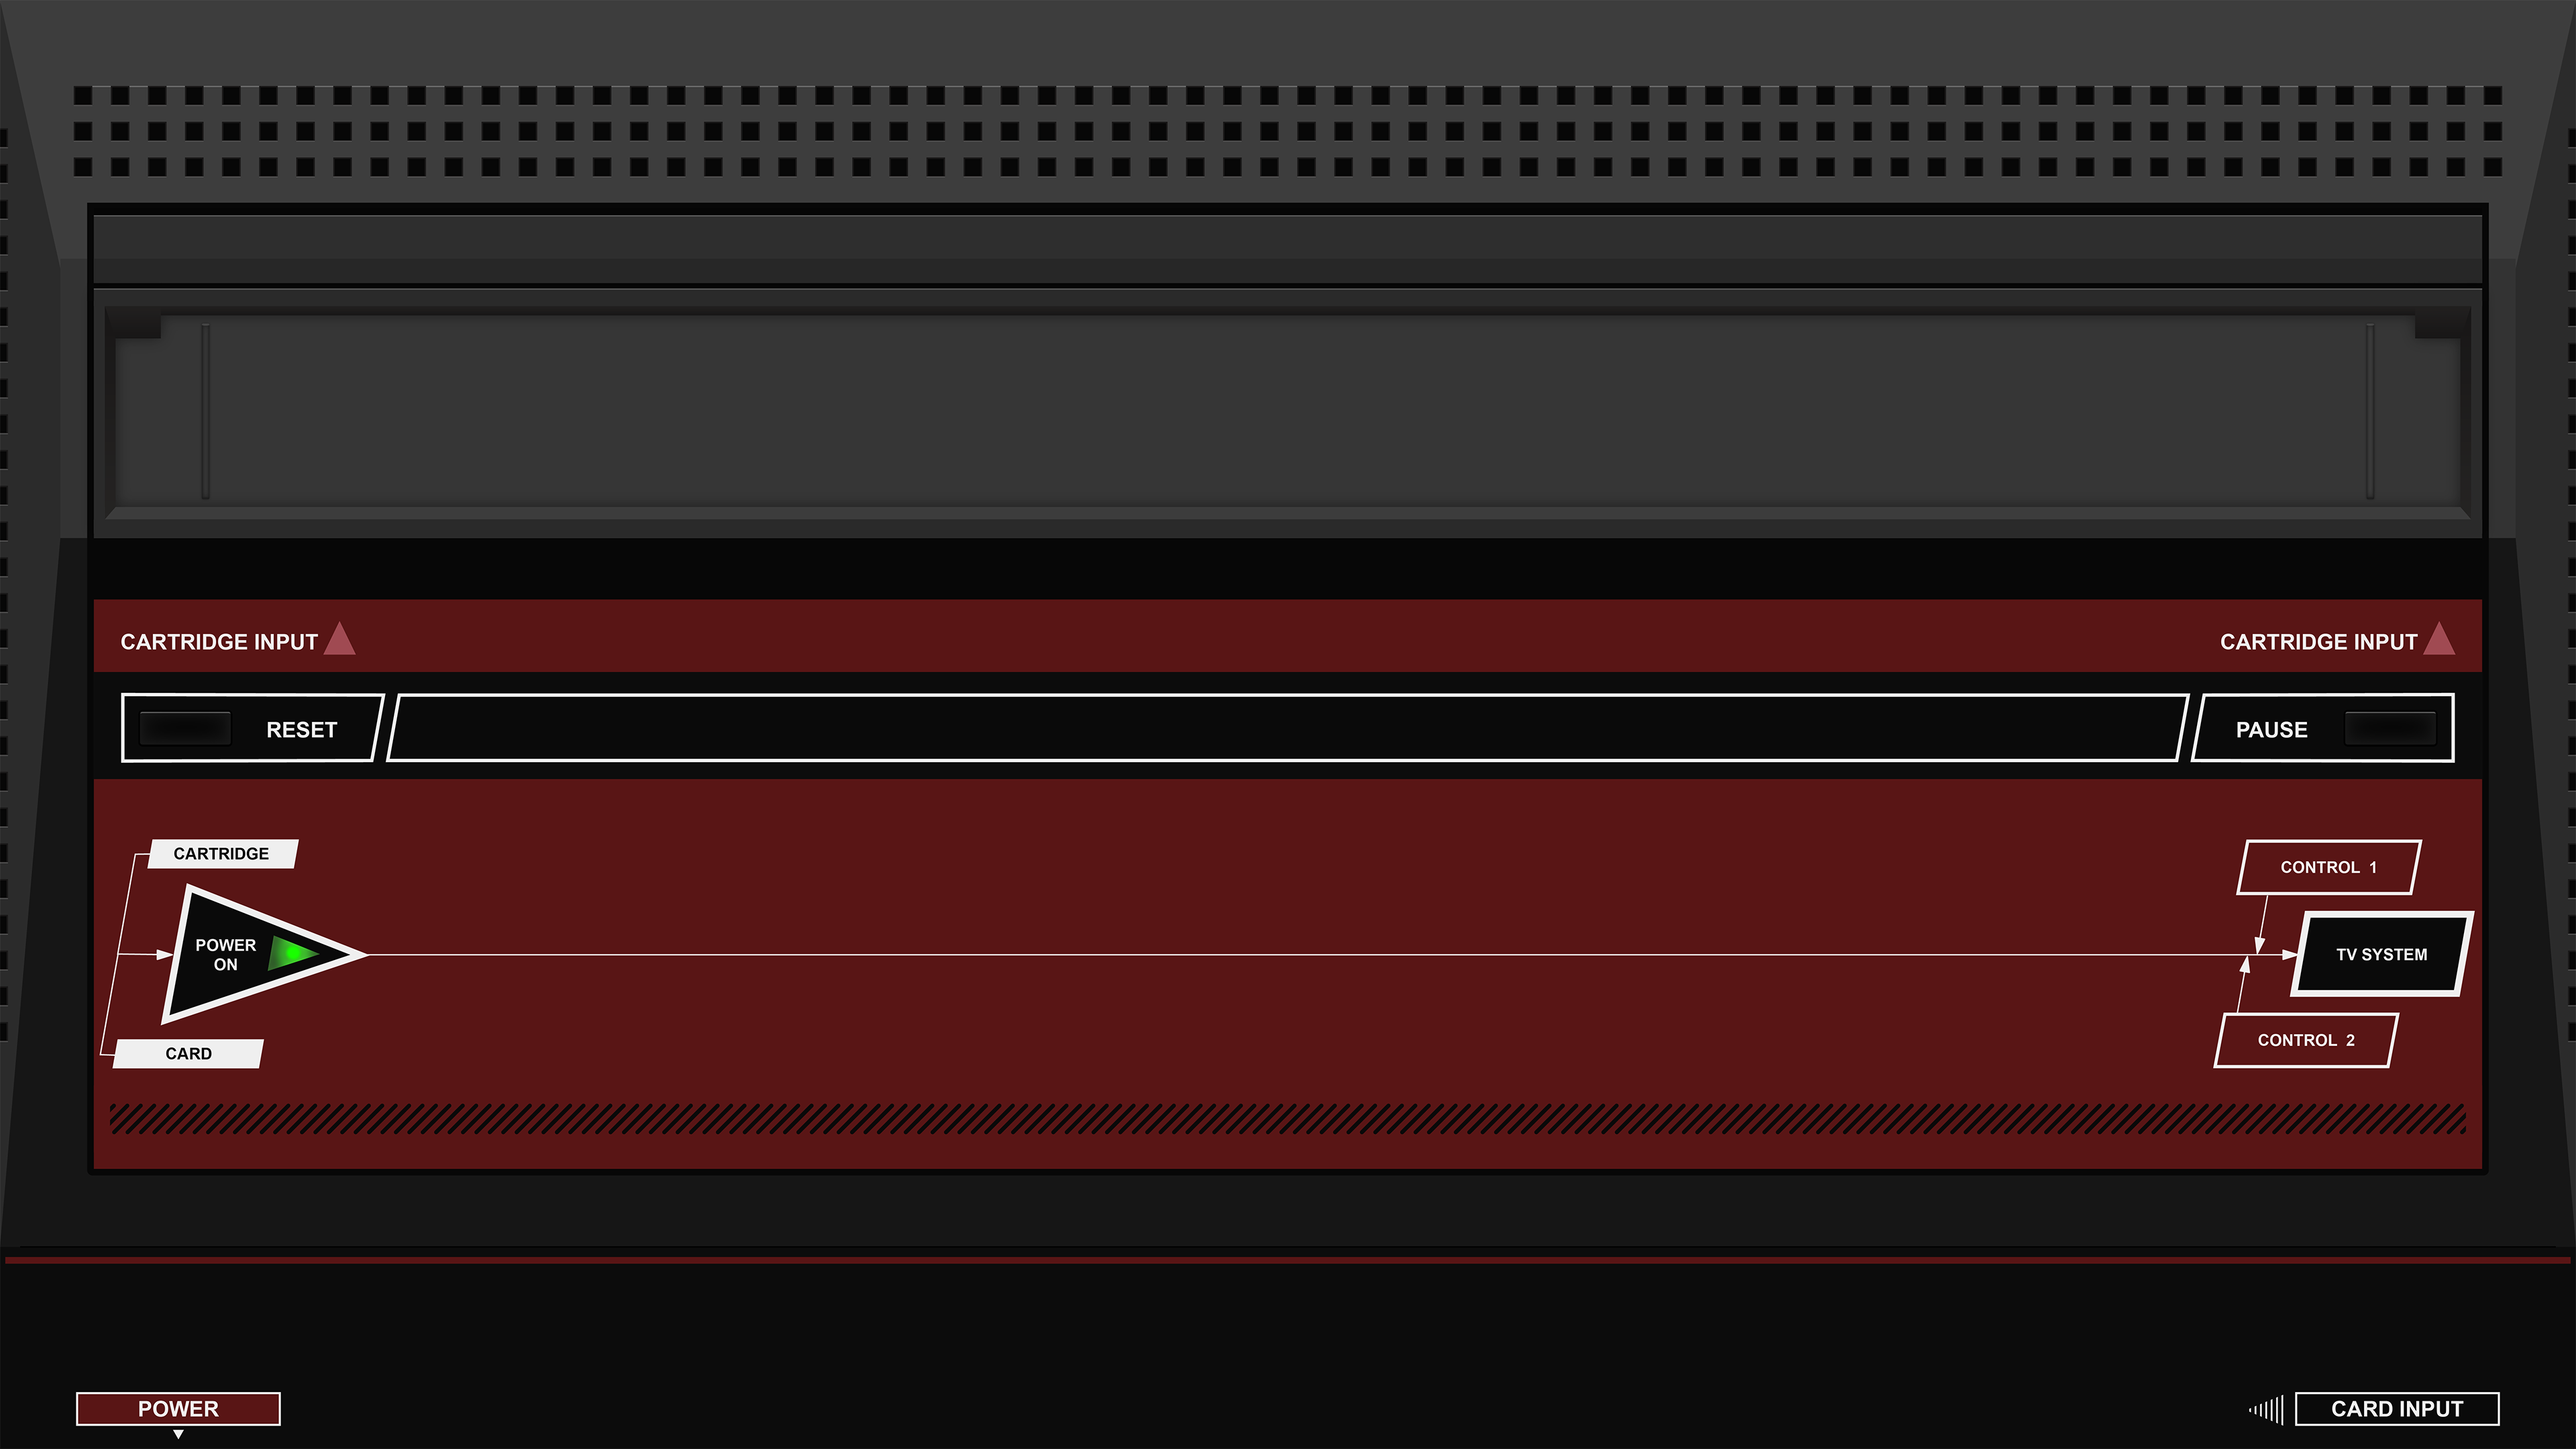 CARTRIDGE INPUT
CARTRIDGE INPUT
RESET
PAUSE
CARTRIDGE
POWER
ON
CARD
CONTROL 1
TV SYSTEM
CONTROL 2
POWER
CARD INPUT